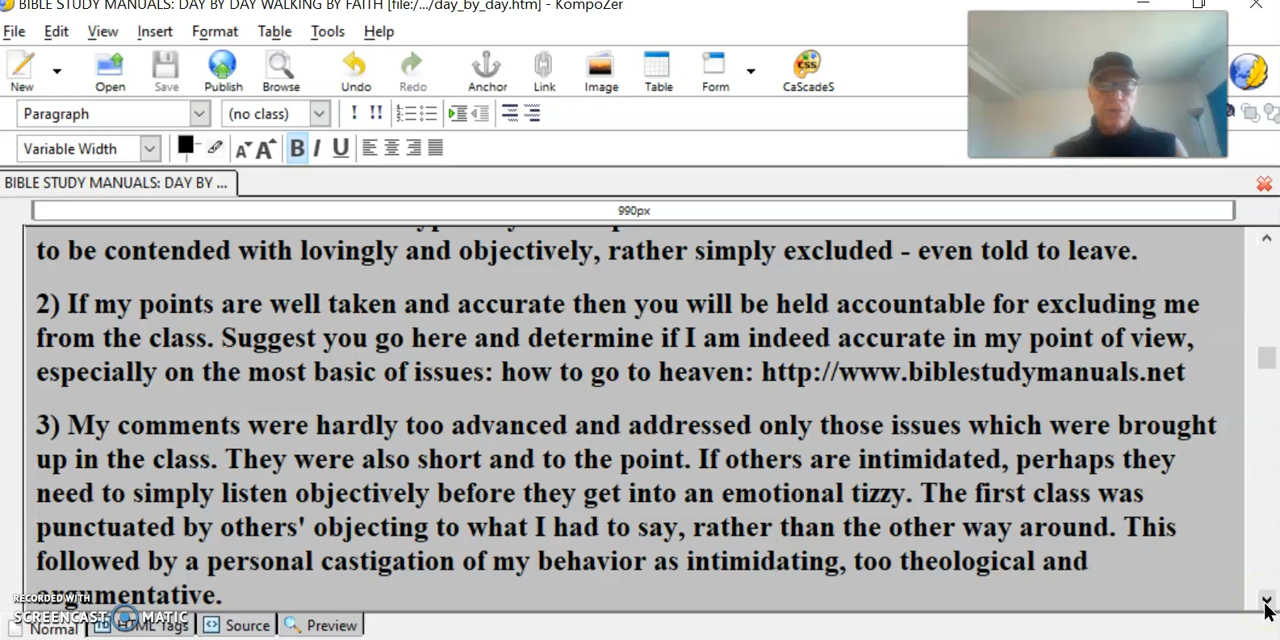 BIBLE STUDY MANUALS: DAY BY DAY WALKING BY FAITH [file:/.../day_by_day.htm] - KompoZer
File Edit View Insert Format Table Tools Help
New Open Save Publish Browse Undo Redo Anchor Link Image Table Form CaScadeS
Paragraph (no class) ! !!
Variable Width A A B I U
BIBLE STUDY MANUALS: DAY BY ...
990px
to be contended with lovingly and objectively, rather simply excluded - even told to leave.
2) If my points are well taken and accurate then you will be held accountable for excluding me
from the class. Suggest you go here and determine if I am indeed accurate in my point of view,
especially on the most basic of issues: how to go to heaven: http://www.biblestudymanuals.net
3) My comments were hardly too advanced and addressed only those issues which were brought
up in the class. They were also short and to the point. If others are intimidated, perhaps they
need to simply listen objectively before they get into an emotional tizzy. The first class was
punctuated by others' objecting to what I had to say, rather than the other way around. This
followed by a personal castigation of my behavior as intimidating, too theological and
argumentative.
RECORDED WITH
SCREENCAST MATIC
Normal HTML Tags Source Preview